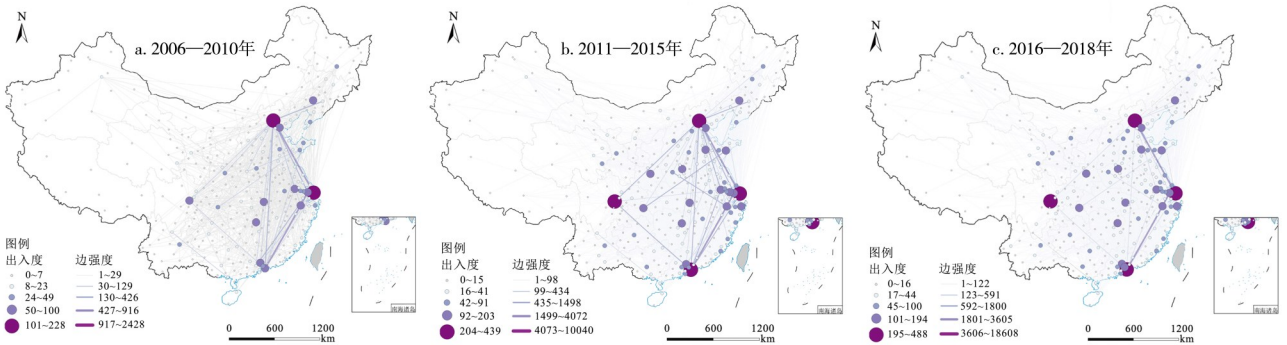 N
a. 2006—2010年
图例
出入度
边强度
0~7
1~29
8~23
30~129
24~49
130~426
50~100
427~916
101~228
917~2428
南海诸岛
0
600
1200
km
N
b. 2011—2015年
图例
出入度
边强度
0~15
1~98
16~41
99~434
42~91
435~1498
92~203
1499~4072
204~439
4073~10040
南海诸岛
0
600
1200
km
N
c. 2016—2018年
图例
出入度
边强度
0~16
1~122
17~44
123~591
45~100
592~1800
101~194
1801~3605
195~488
3606~18608
南海诸岛
0
600
1200
km